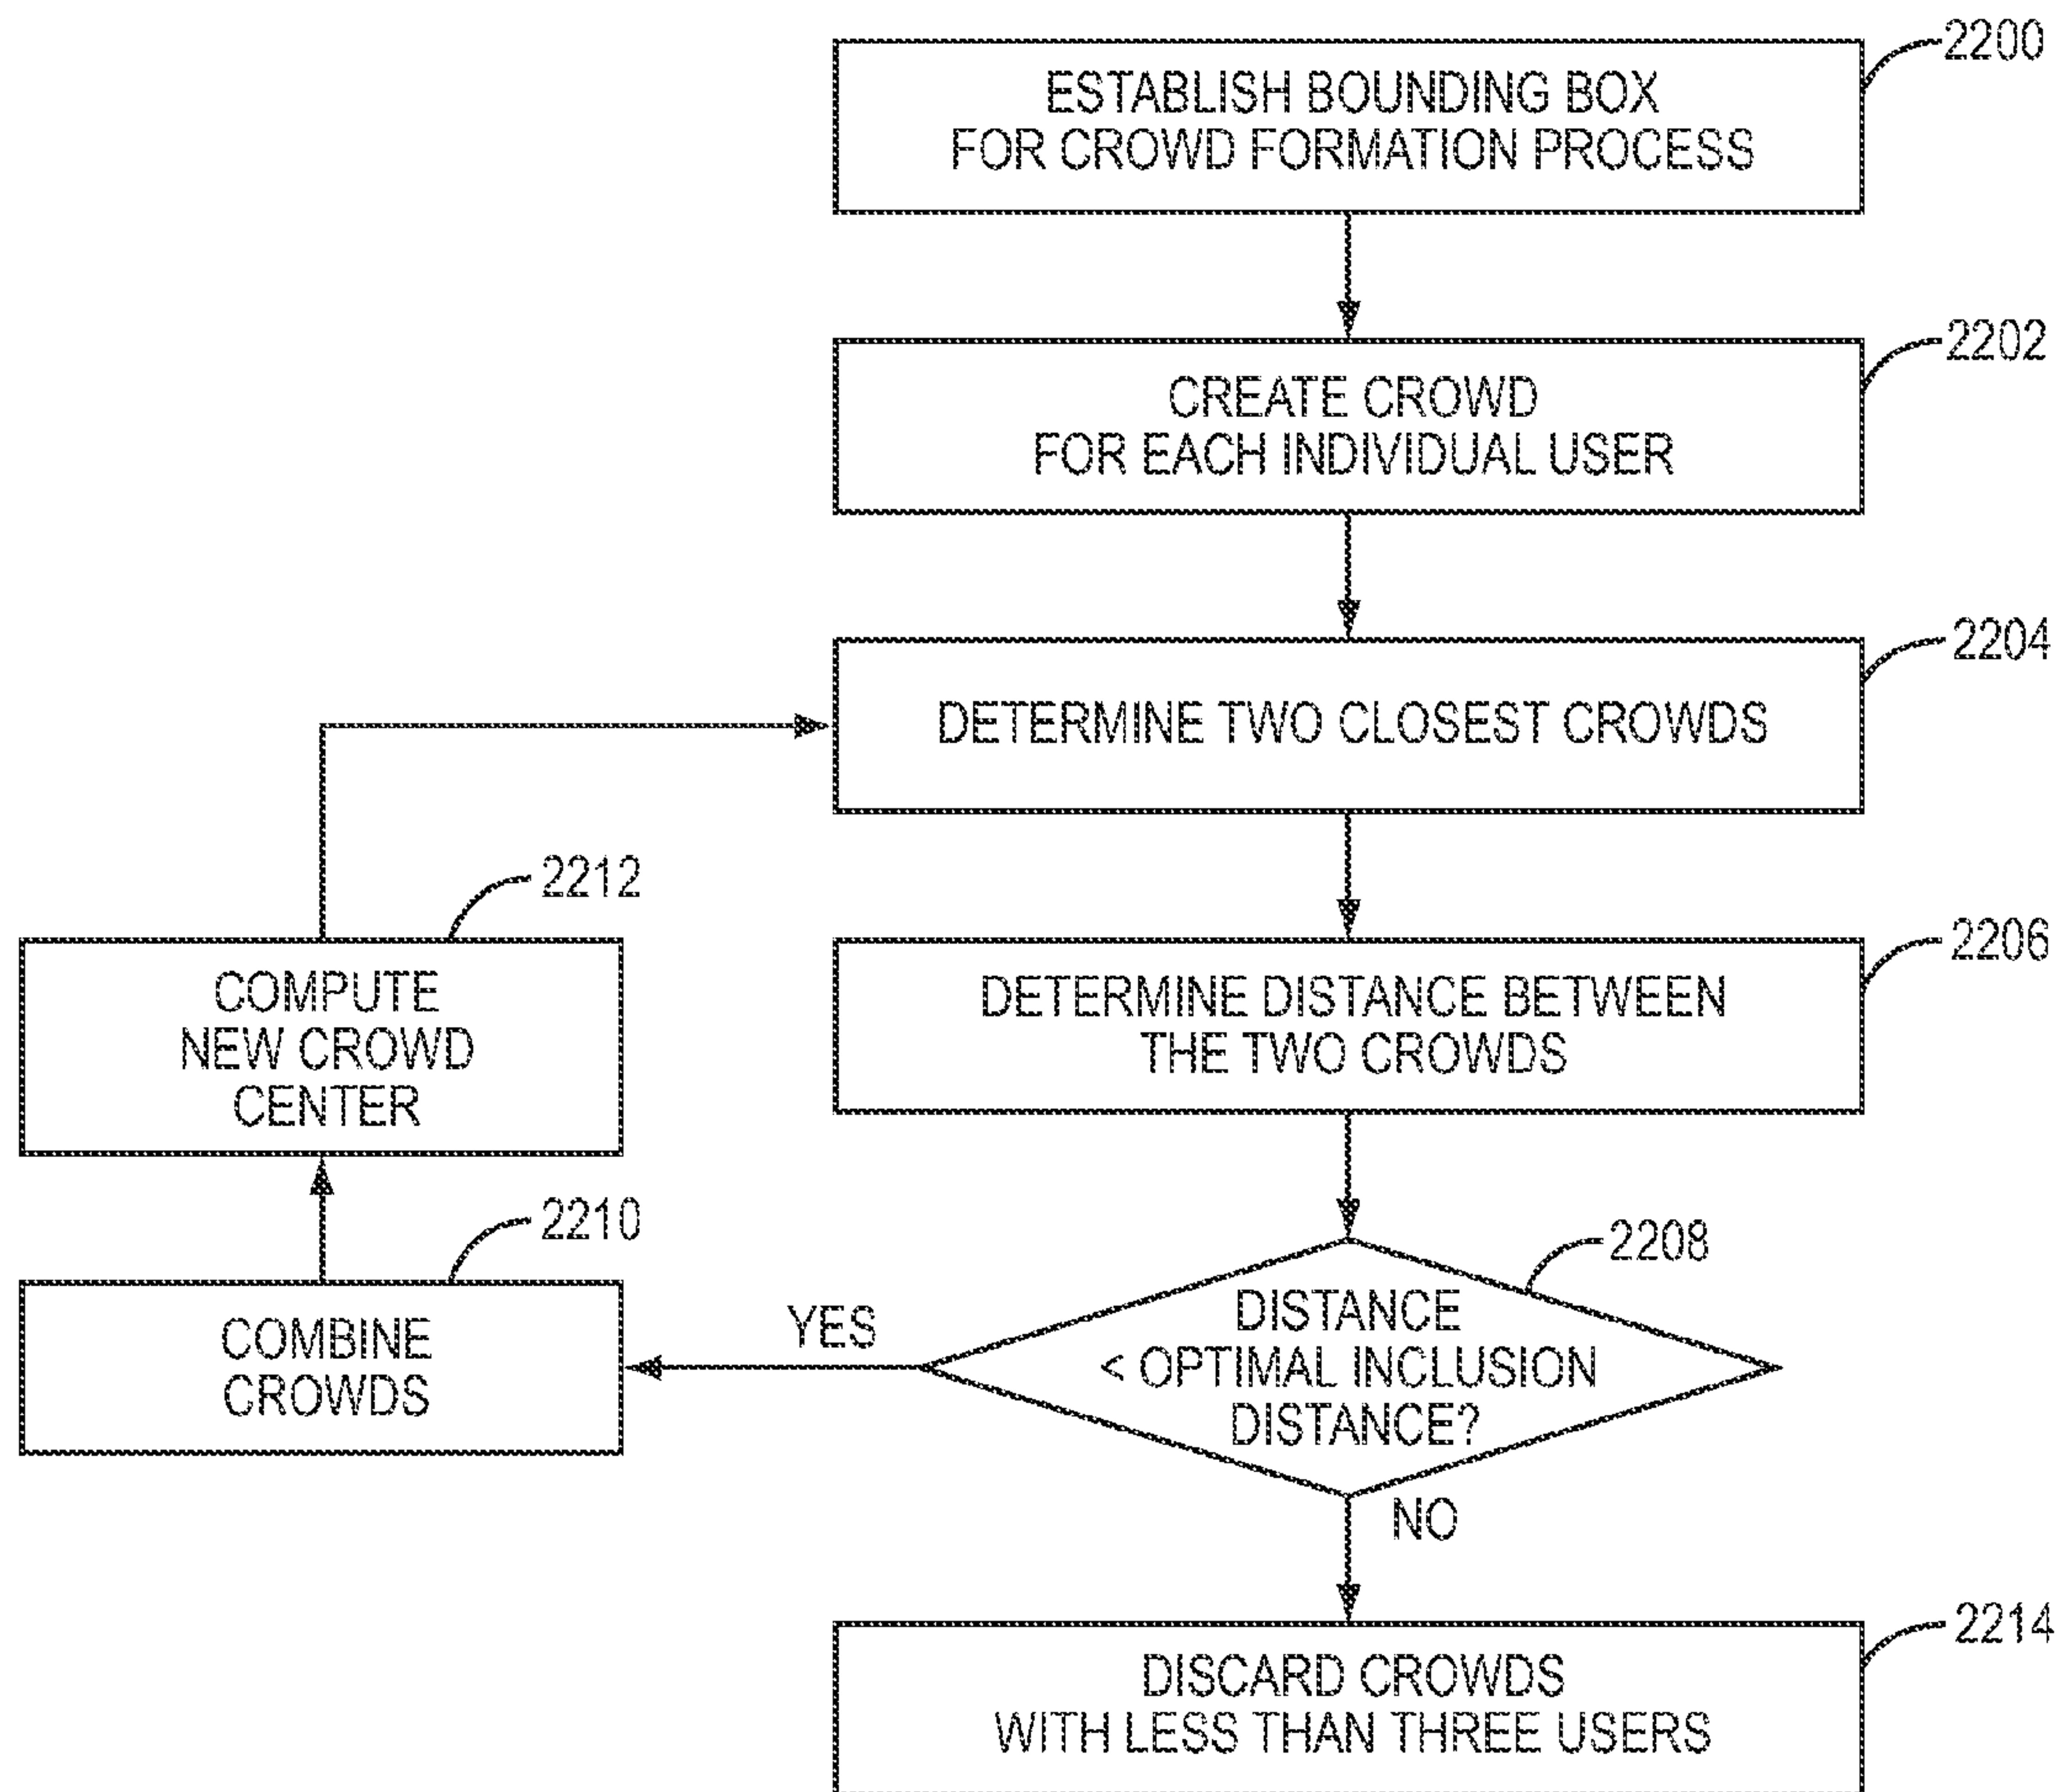 2200
ESTABLISH BOUNDING BOX
FOR CROWD FORMATION PROCESS
2202
CREATE CROWD
FOR EACH INDIVIDUAL USER
2204
DETERMINE TWO CLOSEST CROWDS
2206
DETERMINE DISTANCE BETWEEN
THE TWO CROWDS
2208
DISTANCE
< OPTIMAL INCLUSION
DISTANCE?
YES
2210
COMBINE
CROWDS
2212
COMPUTE
NEW CROWD
CENTER
NO
2214
DISCARD CROWDS
WITH LESS THAN THREE USERS